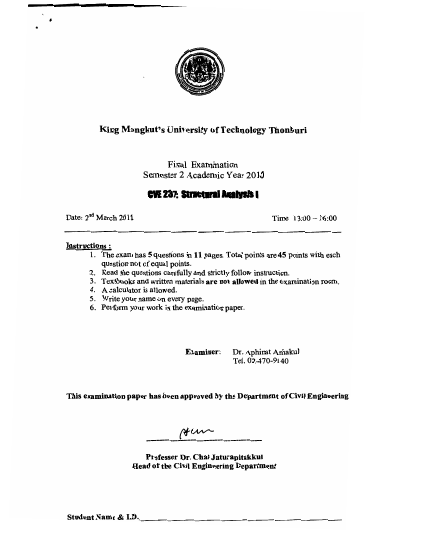 King Mongkut's University of Technology Thonburi
Final Examination
Semester 2 Academic Year 2010
CVE 237: Structural Analysis I
Date: 2nd March 2011 Time 13:00 – 16:00
Instructions :
1. The exam has 5 questions in 11 pages. Total points are 45 points with each
question not of equal points.
2. Read the questions carefully and strictly follow instruction.
3. Textbooks and written materials are not allowed in the examination room.
4. A calculator is allowed.
5. Write your name on every page.
6. Perform your work in the examination paper.
Examiner: Dr. Aphinat
Tel. 02-470-9140
This examination paper has been approved by the Department of Civil Engineering
Professor Dr. Chai Jaturapitakkul
Head of the Civil Engineering Department
Student Name & I.D.